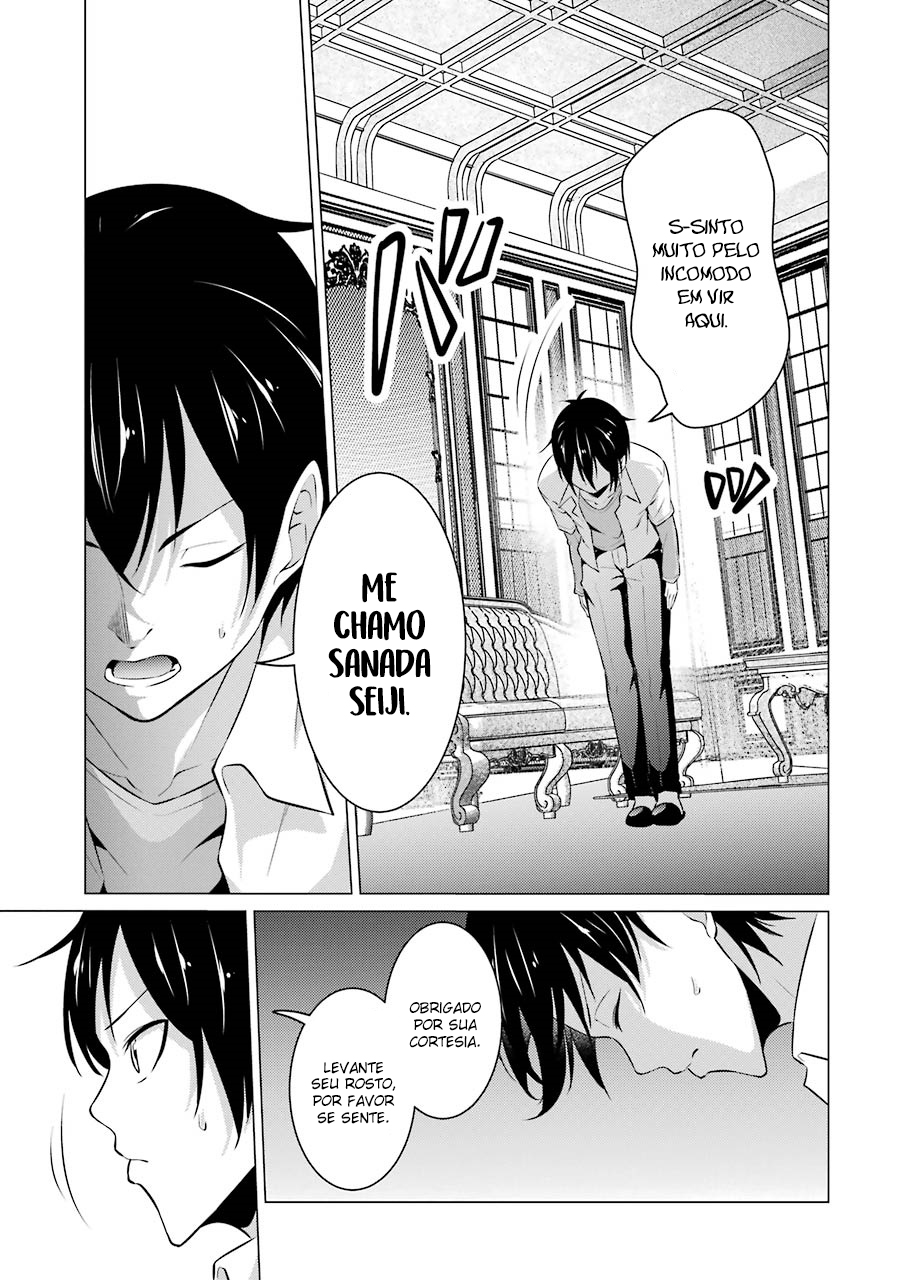 S-SINTO
MUITO PELO
INCOMODO
EM VIR
AQUI.
ME
CHAMO
SANADA
SEIJI.
OBRIGADO
POR SUA
CORTESIA.
LEVANTE
SEU ROSTO,
POR FAVOR
SE SENTE.